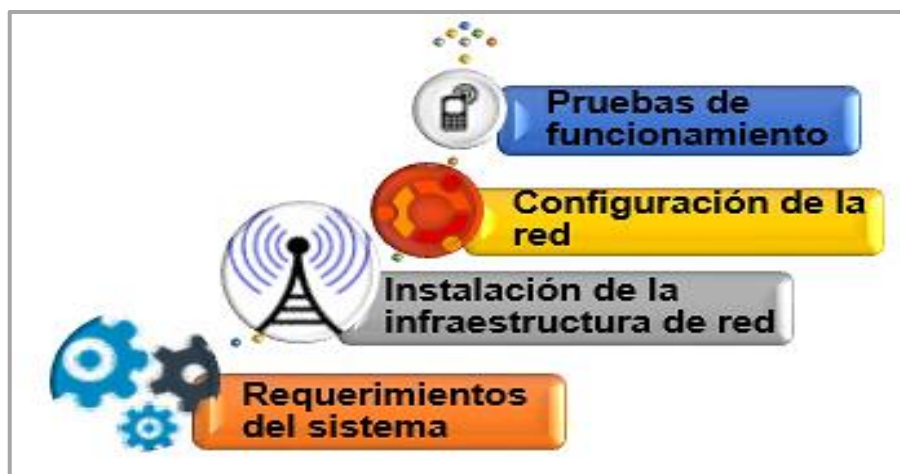 Pruebas de
funcionamiento
Configuración de la
red
Instalación de la
infraestructura de red
Requerimientos
del sistema